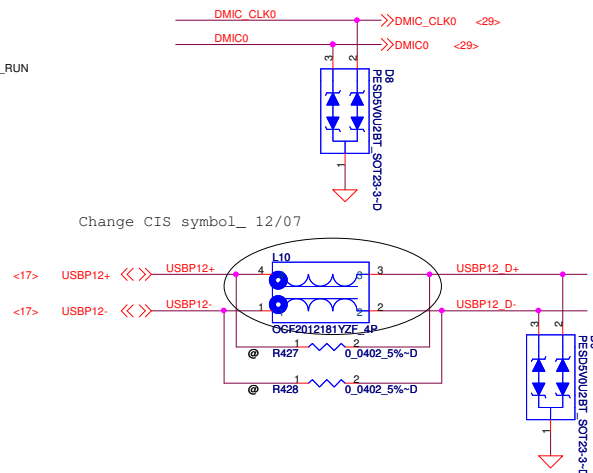 DMIC_CLK0
DMIC_CLK0 <29>
DMIC0
DMIC0 <29>
_RUN
3
2
D8
PESD5V0U2BT_SOT23-3~D
1
Change CIS symbol_ 12/07
L10
<17> USBP12+ USBP12+ 4 3 3 USBP12_D+
<17> USBP12- USBP12- 1 2 2 USBP12_D-
OCF2012181YZF_4P
1 2
@ R427 0_0402_5%~D
1 2
@ R428 0_0402_5%~D
3
2
PESD5V0U2BT_SOT23-3~D
1